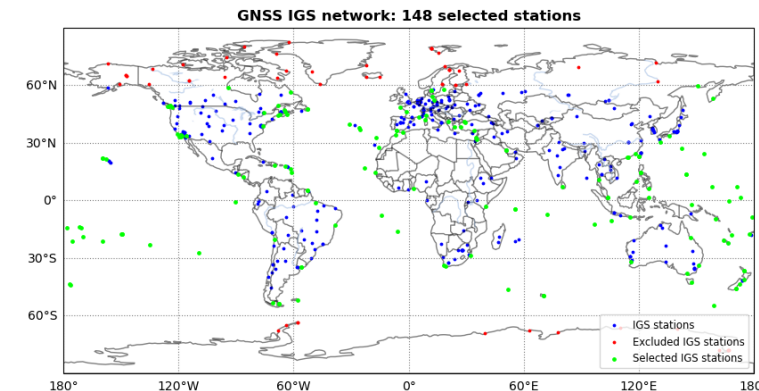 GNSS IGS network: 148 selected stations
60°N
30°N
0°
30°S
60°S
IGS stations
Excluded IGS stations
Selected IGS stations
180° 120°W 60°W 0° 60°E 120°E